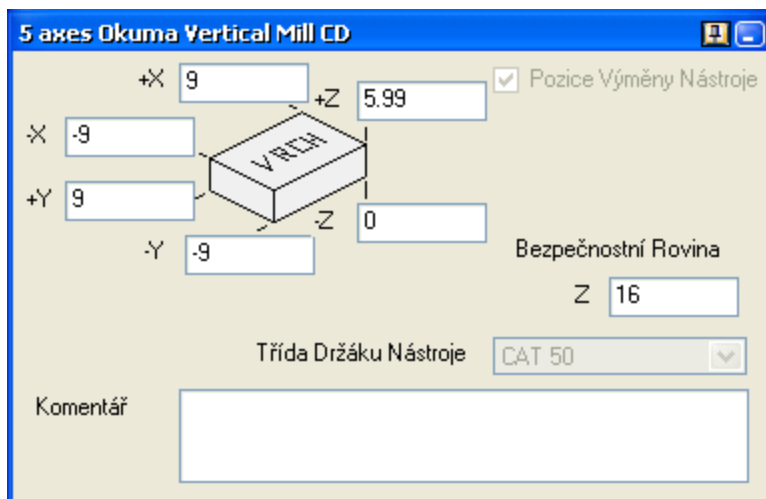 5 axes Okuma Vertical Mill CD
+X 9
+Z 5.99
Pozice Výměny Nástroje
-X -9
VRCH
+Y 9
-Z 0
-Y -9
Bezpečnostní Rovina
Z 16
Třída Držáku Nástroje CAT 50
Komentář